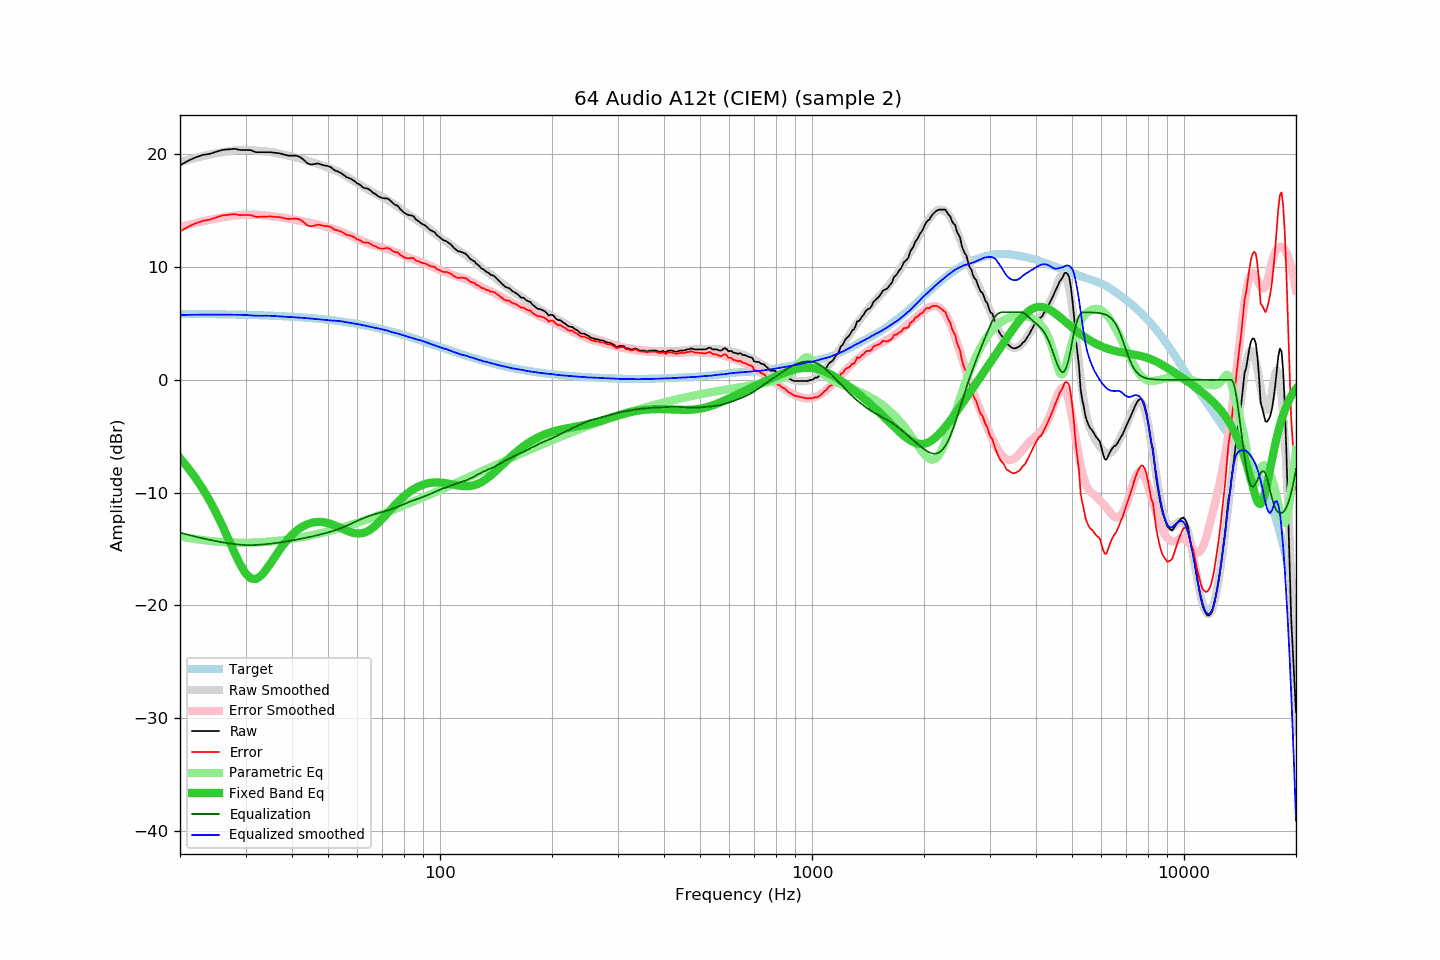 64 Audio A12t (CIEM) (sample 2)
20
10
0
−10
−20
−30
−40
Amplitude (dBr)
Target
Raw Smoothed
Error Smoothed
Raw
Error
Parametric Eq
Fixed Band Eq
Equalization
Equalized smoothed
100
1000
10000
Frequency (Hz)